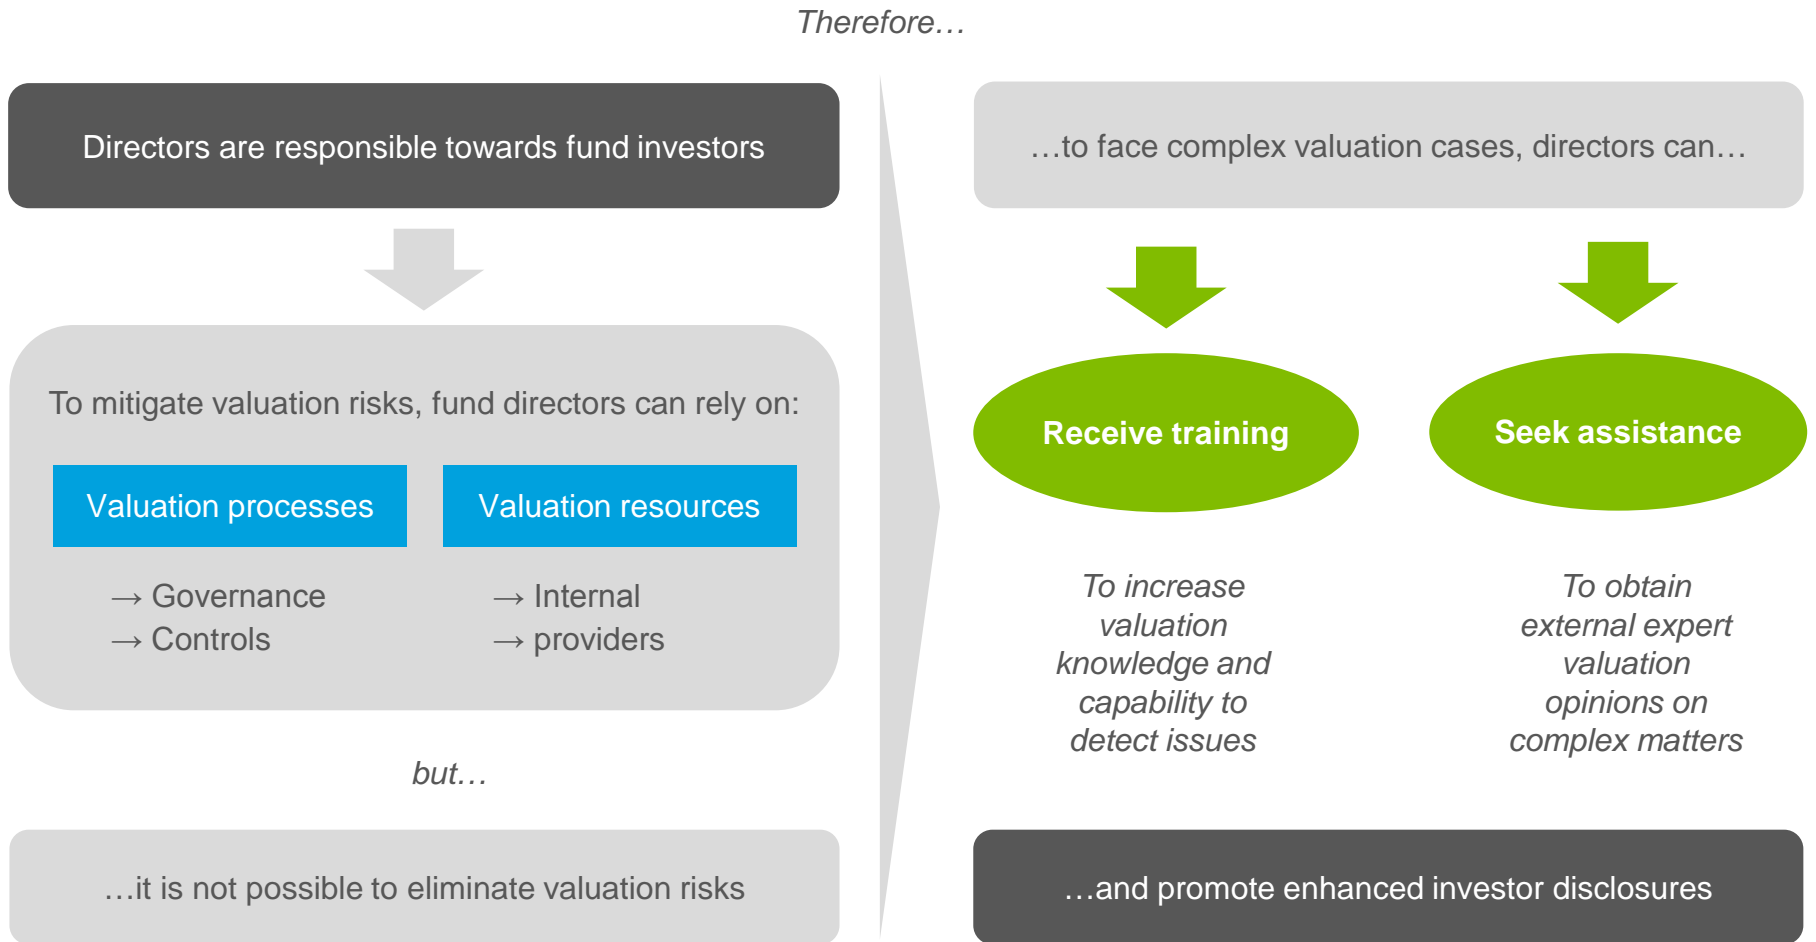 Therefore…
Directors are responsible towards fund investors
To mitigate valuation risks, fund directors can rely on:
Valuation processes
→ Governance
→ Controls
Valuation resources
→ Internal
→ providers
but…
…it is not possible to eliminate valuation risks
…to face complex valuation cases, directors can…
Receive training
To increase
valuation
knowledge and
capability to
detect issues
Seek assistance
To obtain
external expert
valuation
opinions on
complex matters
…and promote enhanced investor disclosures